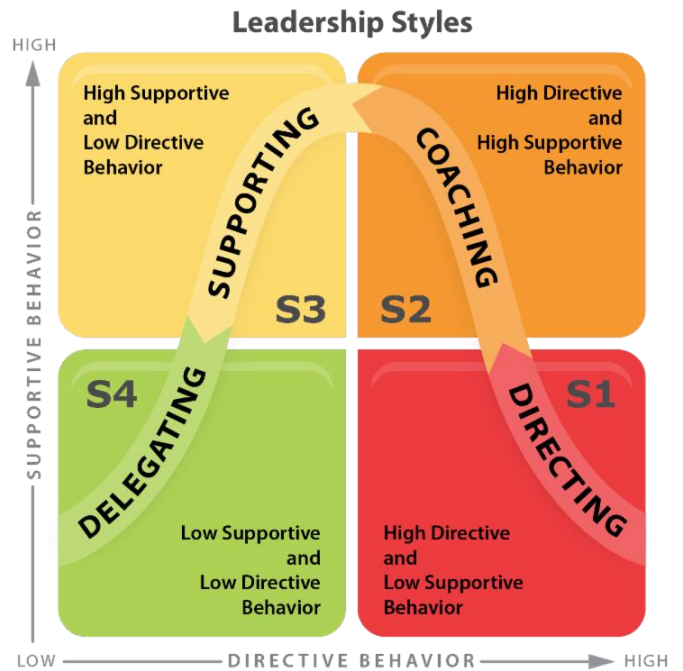 Leadership Styles
HIGH
High Supportive
and
Low Directive
Behavior
SUPPORTING
S3
High Directive
and
High Supportive
Behavior
COACHING
S2
SUPPORTIVE BEHAVIOR
S4
DELEGATING
Low Supportive
and
Low Directive
Behavior
S1
DIRECTING
High Directive
and
Low Supportive
Behavior
LOW
DIRECTIVE BEHAVIOR
HIGH